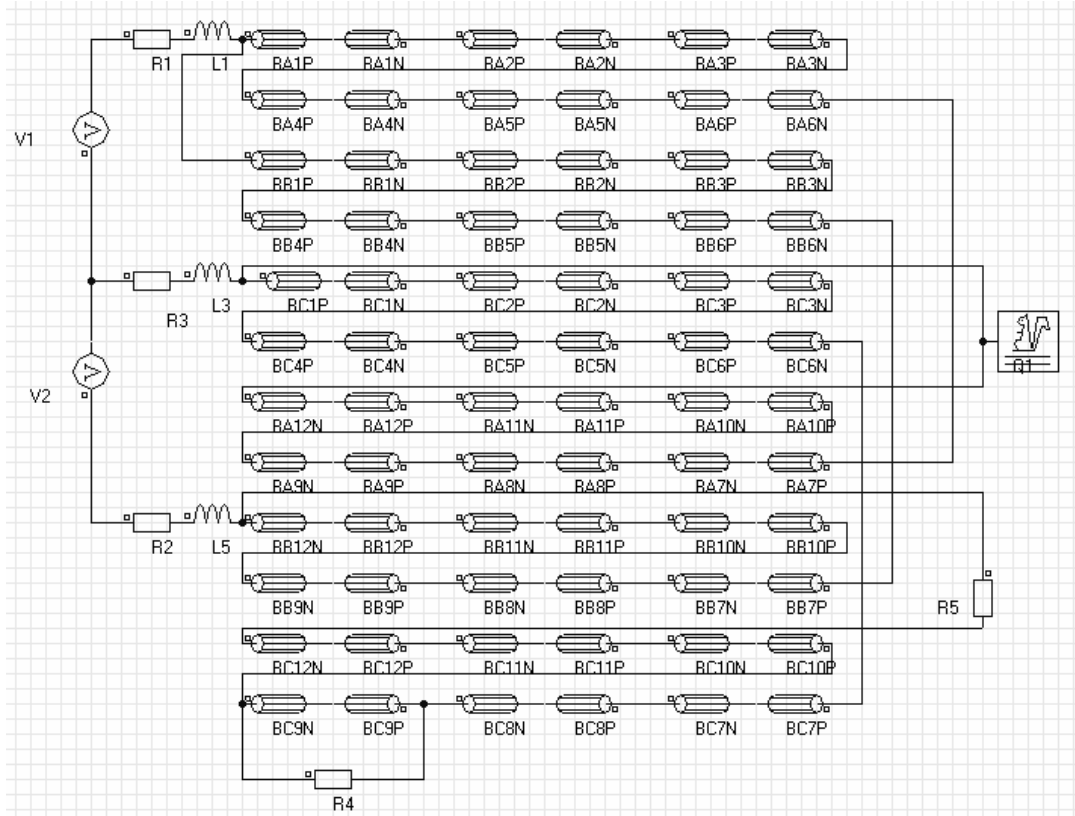 R1 L1 BA1P BA1N BA2P BA2N BA3P BA3N
V1
BA4P BA4N BA5P BA5N BA6P BA6N
BB1P BB1N BB2P BB2N BB3P BB3N
BB4P BB4N BB5P BB5N BB6P BB6N
R3 L3 BC1P BC1N BC2P BC2N BC3P BC3N
BC4P BC4N BC5P BC5N BC6P BC6N Q1
V2
BA12N BA12P BA11N BA11P BA10N BA10P
BA9N BA9P BA8N BA8P BA7N BA7P
R2 L5 BB12N BB12P BB11N BB11P BB10N BB10P
BB9N BB9P BB8N BB8P BB7N BB7P R5
BC12N BC12P BC11N BC11P BC10N BC10P
BC9N BC9P BC8N BC8P BC7N BC7P
R4